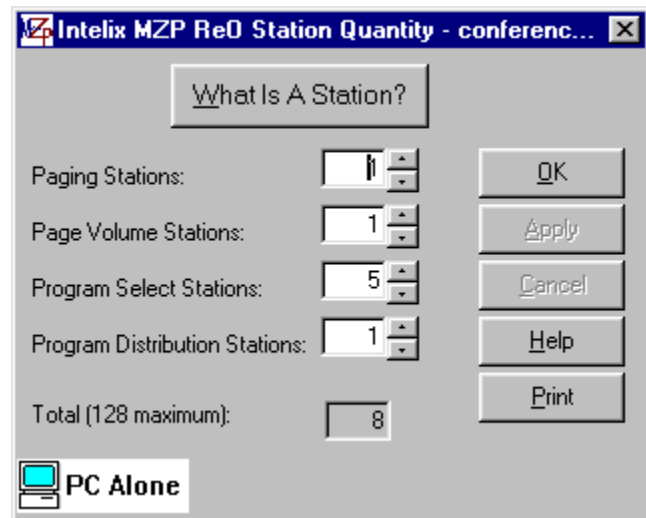 Intelix MZP ReO Station Quantity - conferenc...
What Is A Station?
Paging Stations: 1
OK
Page Volume Stations: 1
Apply
Program Select Stations: 5
Cancel
Program Distribution Stations: 1
Help
Print
Total (128 maximum): 8
PC Alone